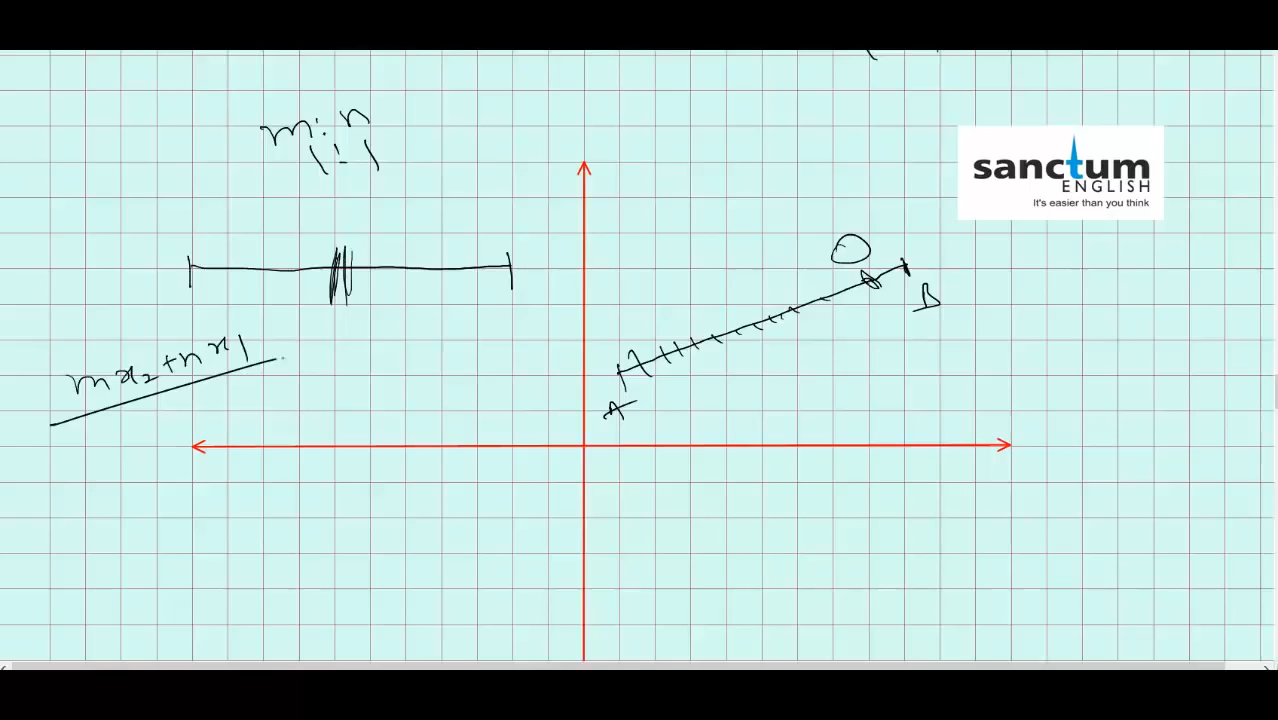 m:n
1:1
sanctum
ENGLISH
It's easier than you think
mx₂+nx1
A
B